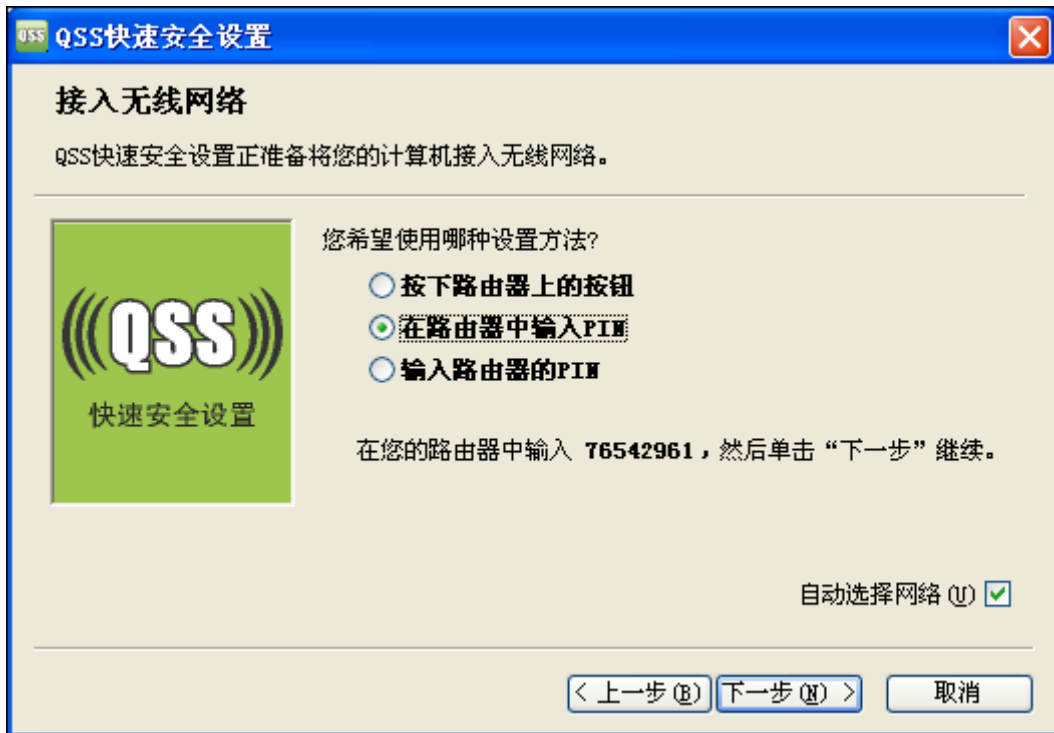 QSS QSS快速安全设置
接入无线网络
QSS快速安全设置正准备将您的计算机接入无线网络。
您希望使用哪种设置方法?
按下路由器上的按钮
在路由器中输入PIN
输入路由器的PIN
QSS
快速安全设置
在您的路由器中输入 76542961，然后单击“下一步”继续。
自动选择网络(U)
< 上一步(B) 下一步(N) > 取消